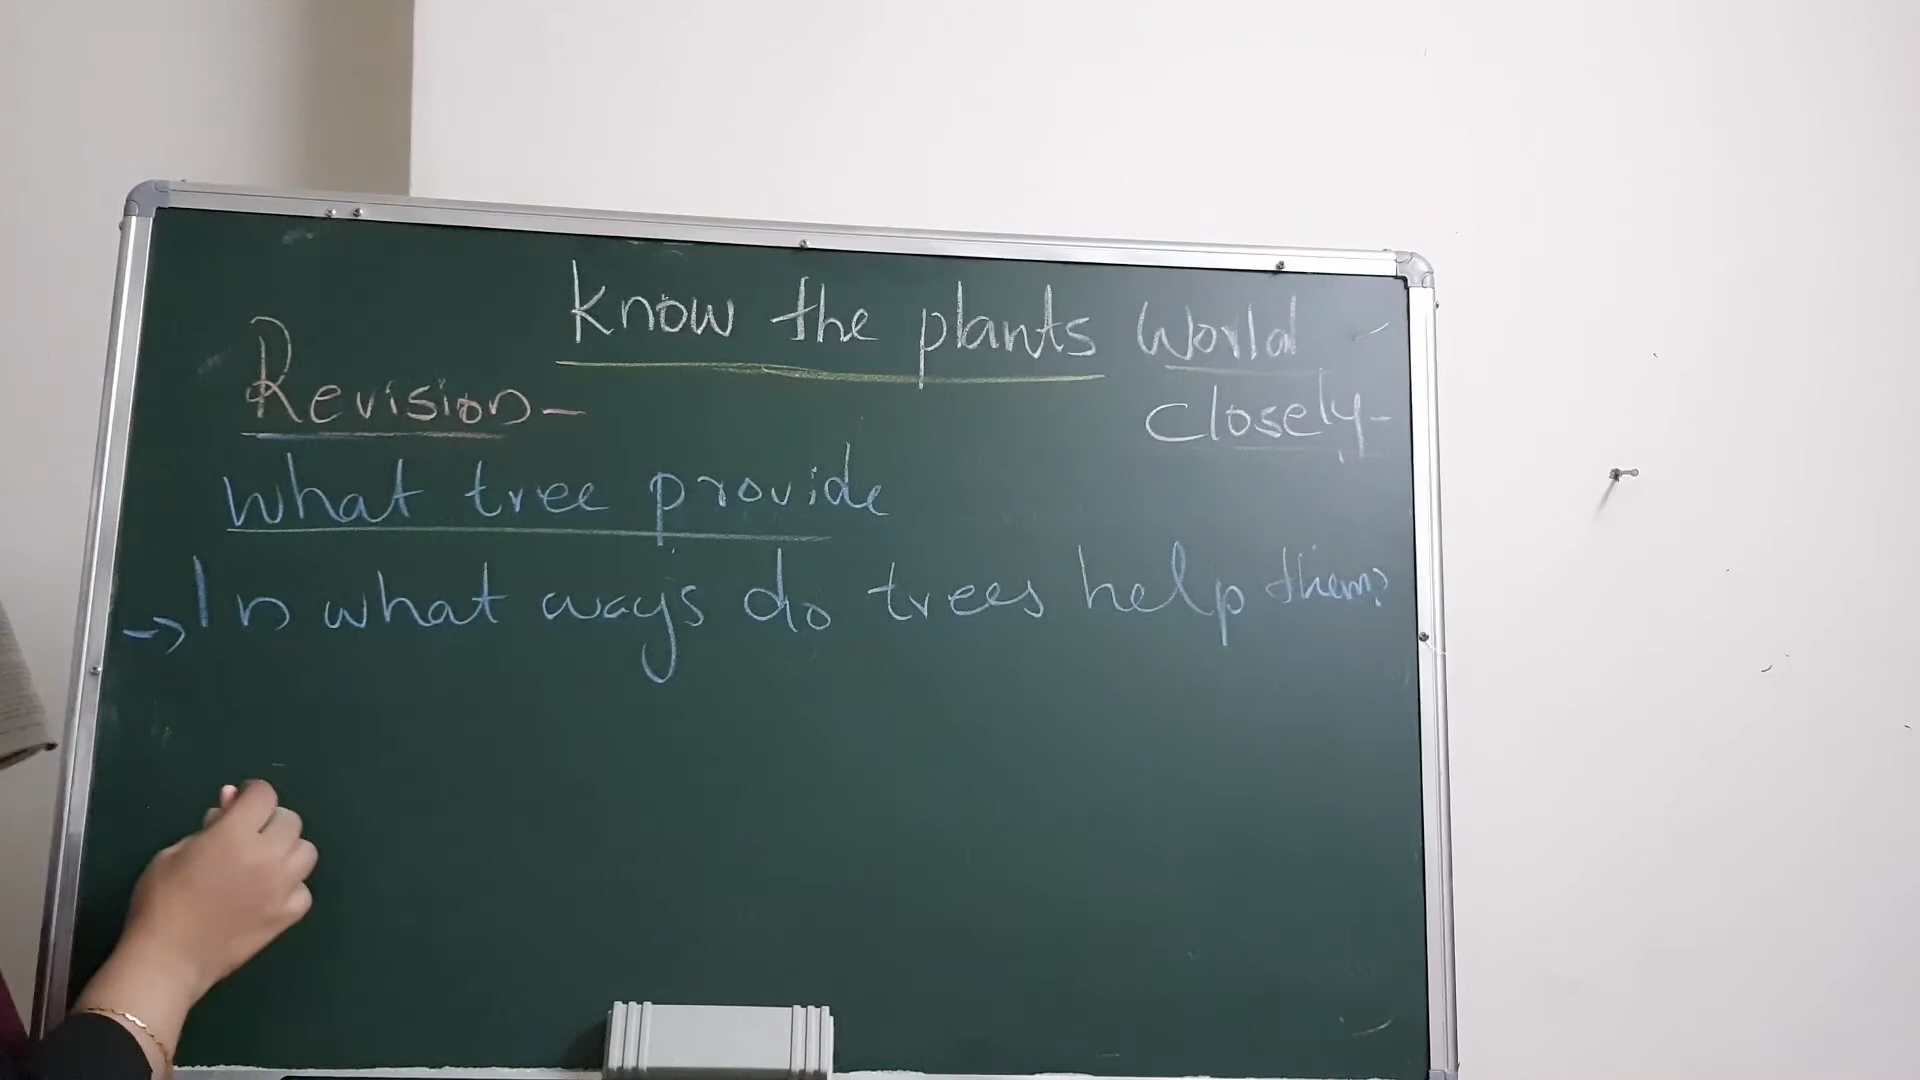 Know the plants World
Closely-
Revision-
What tree provide
→ In what ways do trees help them?